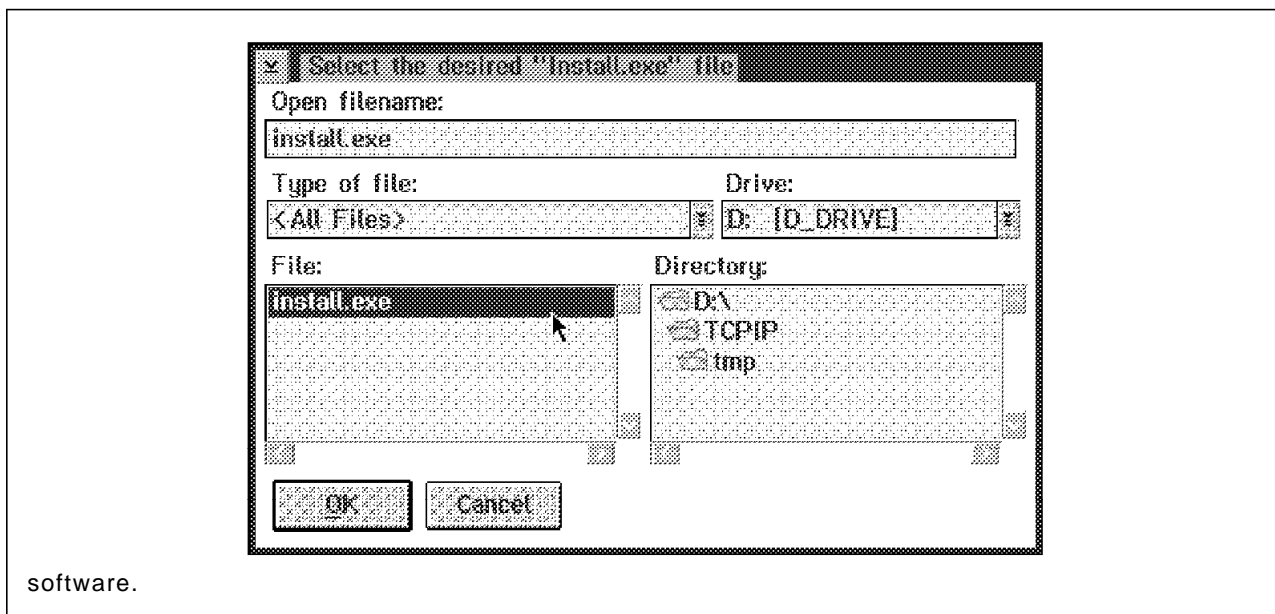 Select the desired "Install.exe" file
Open filename:
install.exe
Type of file:
Drive:
<All Files>
D: [D_DRIVE]
File:
Directory:
install.exe
D:\
TCPIP
tmp
OK
Cancel
software.